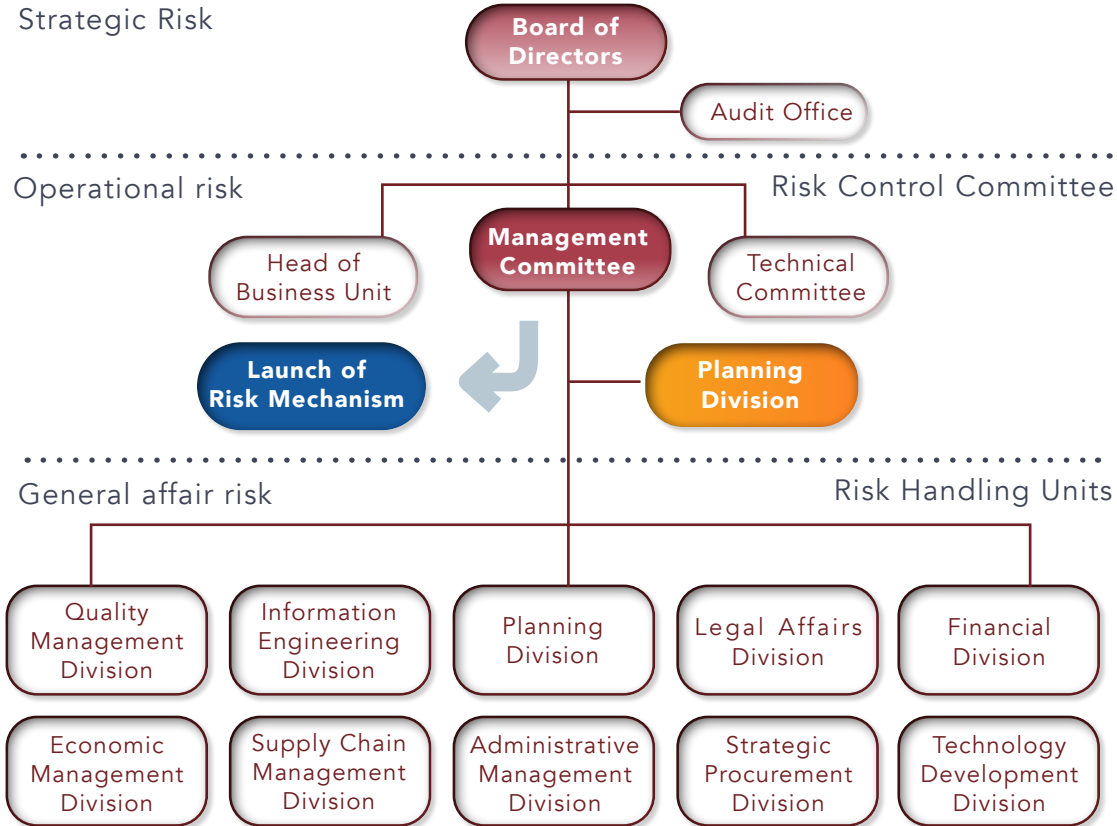 Strategic Risk
Board of
Directors
Audit Office
Operational risk
Risk Control Committee
Head of
Business Unit
Management
Committee
Technical
Committee
Launch of
Risk Mechanism
Planning
Division
General affair risk
Risk Handling Units
Quality
Management
Division
Information
Engineering
Division
Planning
Division
Legal Affairs
Division
Financial
Division
Economic
Management
Division
Supply Chain
Management
Division
Administrative
Management
Division
Strategic
Procurement
Division
Technology
Development
Division